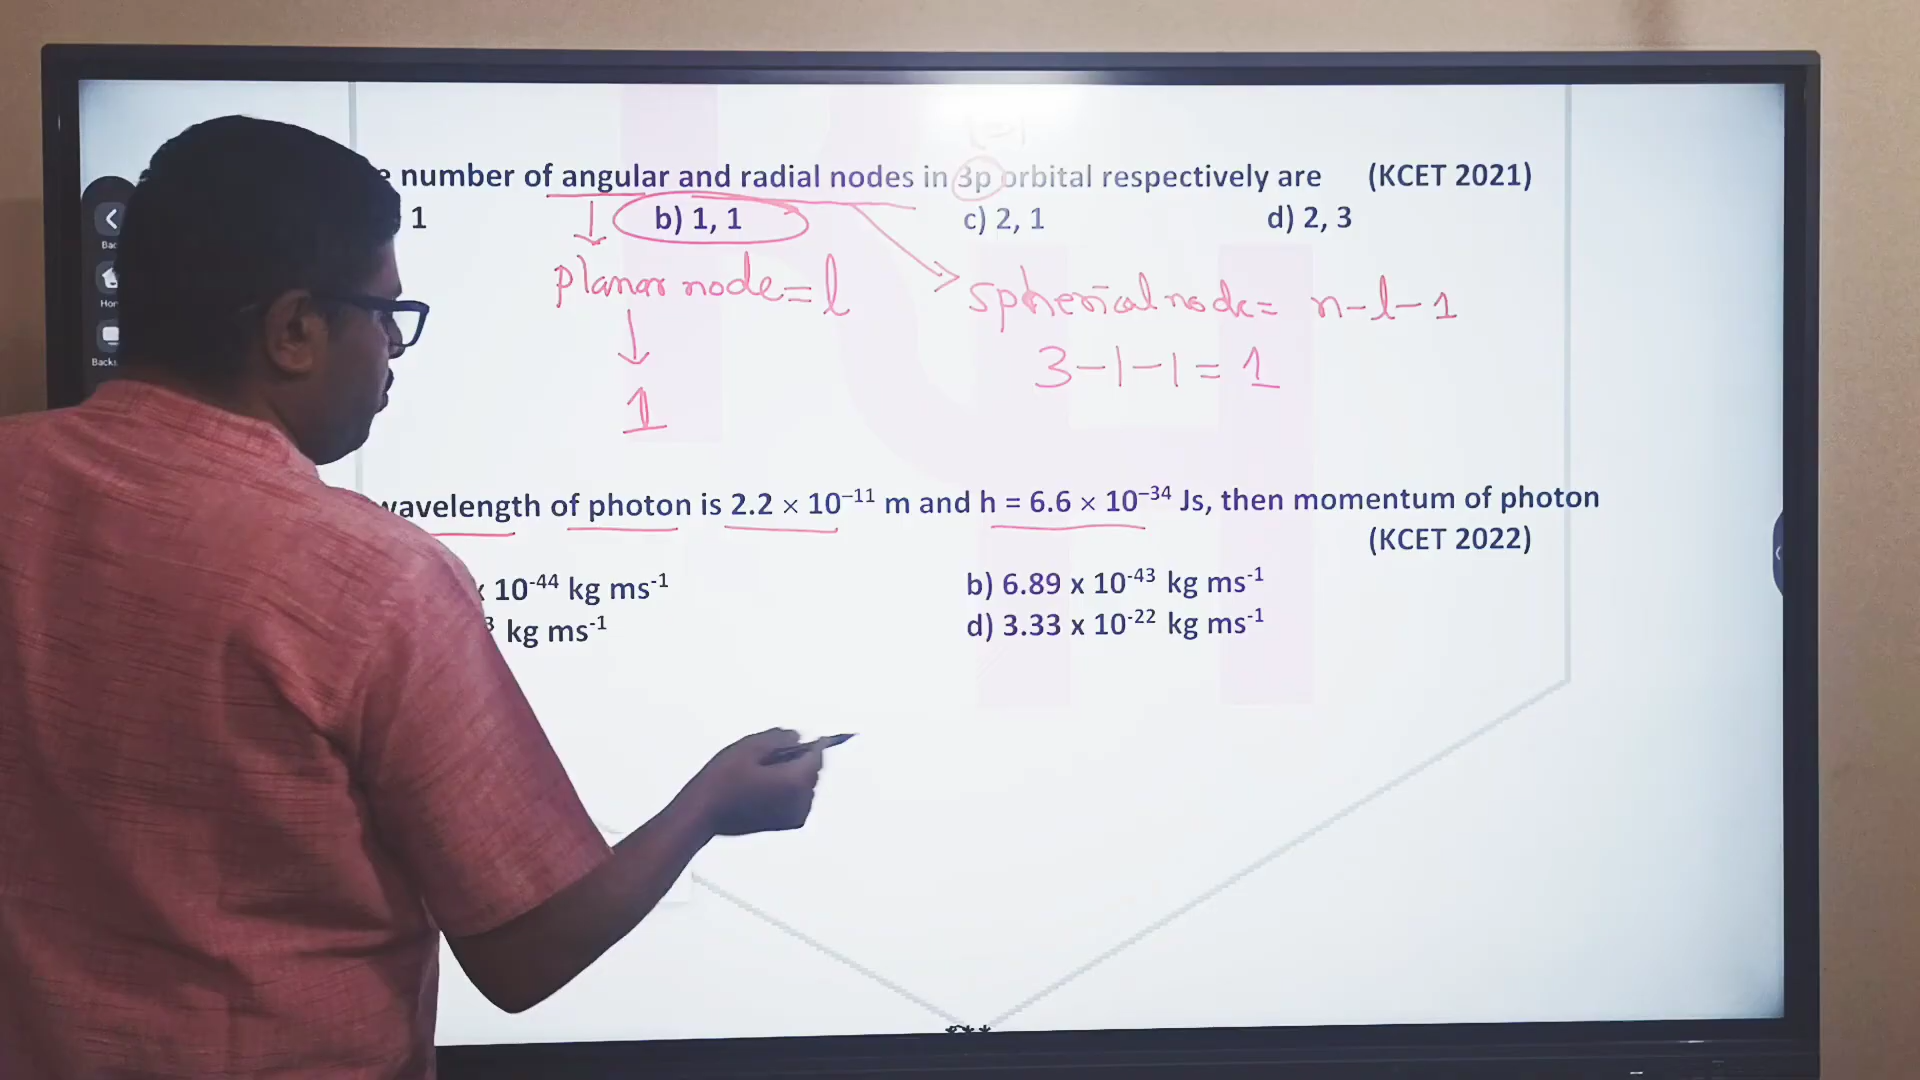 number of angular and radial nodes in 3p orbital respectively are (KCET 2021)
1 b) 1, 1 c) 2, 1 d) 2, 3
planar node = l
spherical node = n - l - 1
3 - 1 - 1 = 1
1
wavelength of photon is 2.2 × 10⁻¹¹ m and h = 6.6 × 10⁻³⁴ Js, then momentum of photon
(KCET 2022)
x 10⁻⁴⁴ kg ms⁻¹ b) 6.89 x 10⁻⁴³ kg ms⁻¹
kg ms⁻¹ d) 3.33 x 10⁻²² kg ms⁻¹
***